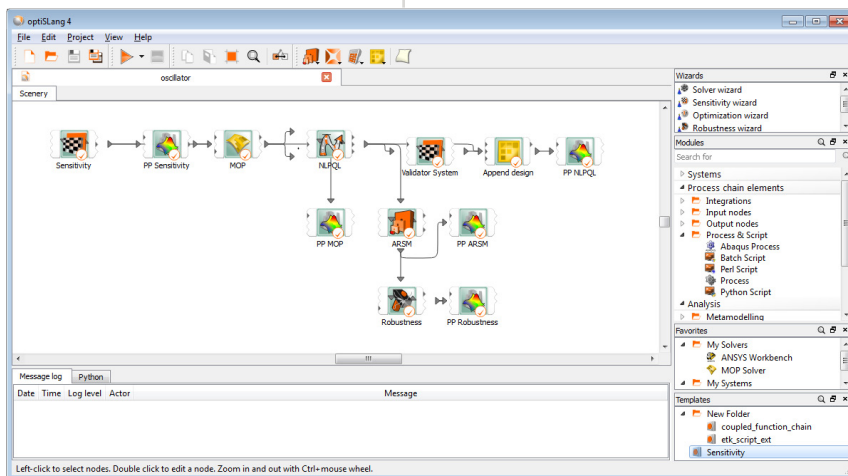 optiSLang 4
File Edit Project View Help
oscillator
Scenery
Sensitivity
PP Sensitivity
MOP
NLPQL
Validator System
Append design
PP NLPQL
PP MOP
ARSM
PP ARSM
Robustness
PP Robustness
Message log Python
Date Time Log level Actor Message
Left-click to select nodes. Double click to edit a node. Zoom in and out with Ctrl+mouse wheel.
Wizards
Solver wizard
Sensitivity wizard
Optimization wizard
Robustness wizard
Modules
Search for
Systems
Process chain elements
Integrations
Input nodes
Output nodes
Process & Script
Abaqus Process
Batch Script
Perl Script
Process
Python Script
Analysis
Metamodelling
Favorites
My Solvers
ANSYS Workbench
MOP Solver
My Systems
Templates
New Folder
coupled_function_chain
etk_script_ext
Sensitivity